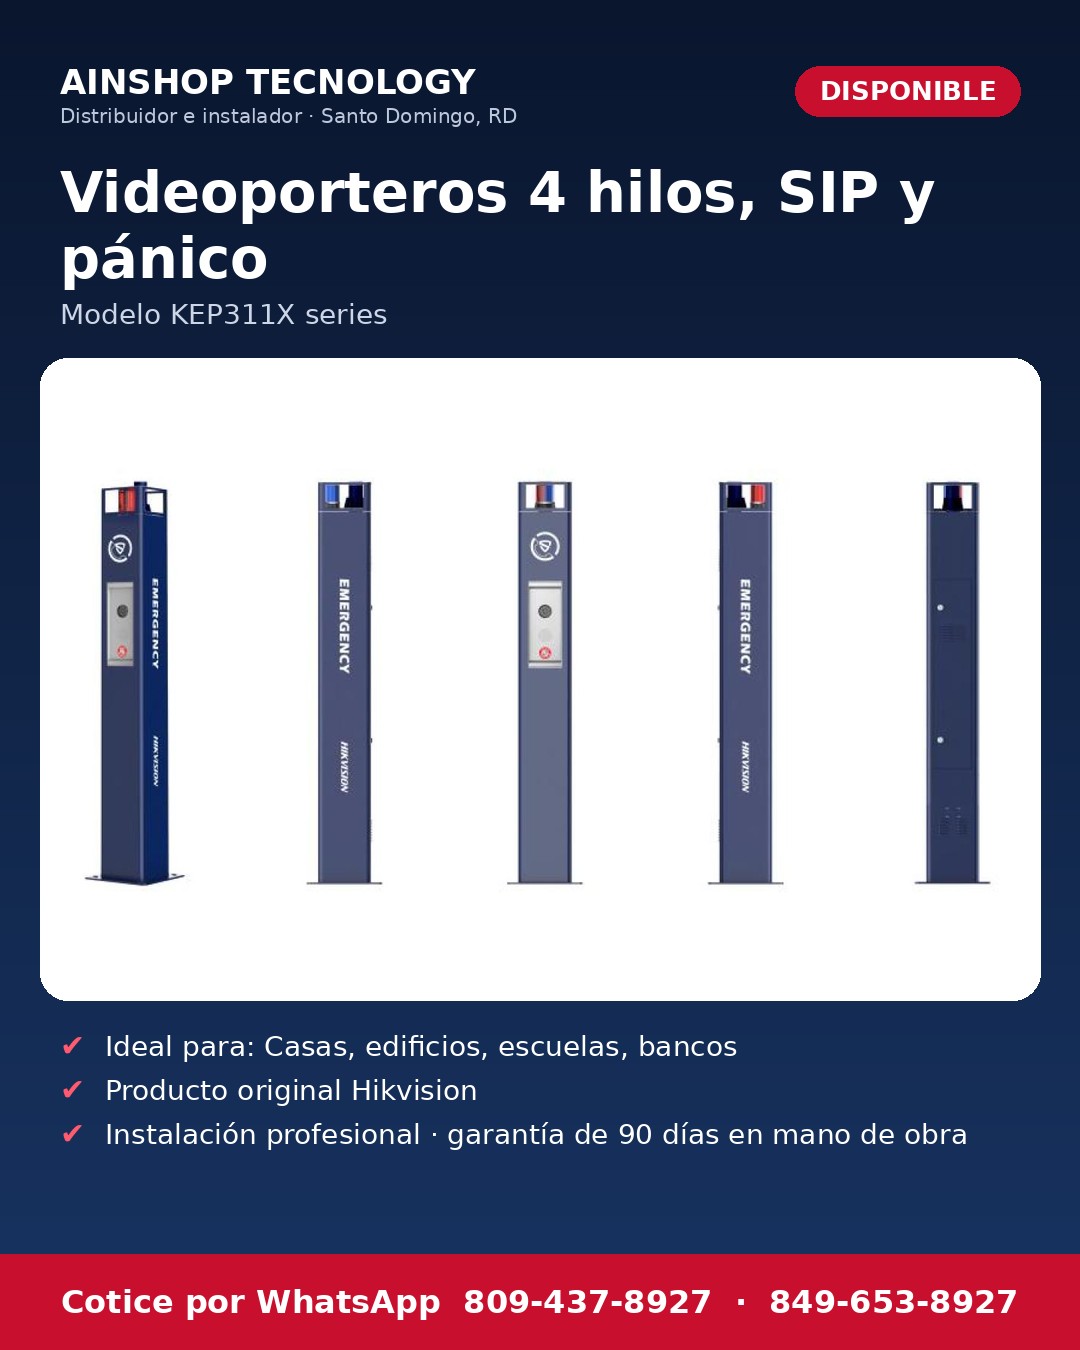 AINSHOP TECNOLOGY
DISPONIBLE
Distribuidor e instalador · Santo Domingo, RD
Videoporteros 4 hilos, SIP y
pánico
Modelo KEP311X series
EMERGENCY
HIKVISION
EMERGENCY
HIKVISION
EMERGENCY
HIKVISION
✔ Ideal para: Casas, edificios, escuelas, bancos
✔ Producto original Hikvision
✔ Instalación profesional · garantía de 90 días en mano de obra
Cotice por WhatsApp 809-437-8927 · 849-653-8927